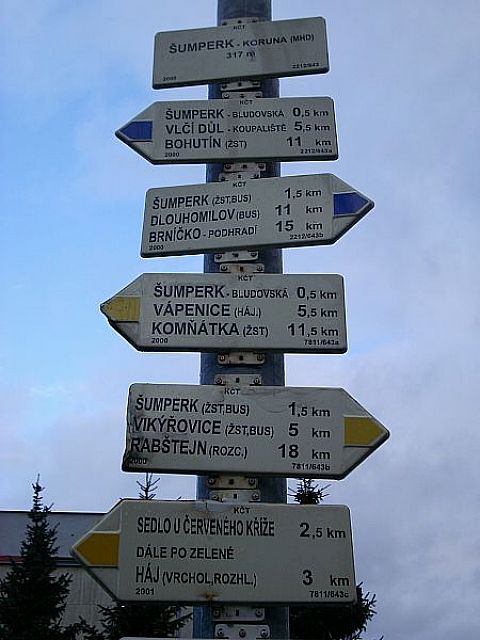 KČT
ŠUMPERK - KORUNA (MHD)
317 m
2000 2212/643
KČT
ŠUMPERK - BLUDOVSKÁ 0,5 km
VLČÍ DŮL - KOUPALIŠTĚ 5,5 km
BOHUTÍN (ŽST) 11 km
2000 2212/643a
KČT
ŠUMPERK (ŽST,BUS) 1,5 km
DLOUHOMILOV (BUS) 11 km
BRNÍČKO - PODHRADÍ 15 km
2000 2212/643b
KČT
ŠUMPERK - BLUDOVSKÁ 0,5 km
VÁPENICE (HÁJ.) 5,5 km
KOMŇÁTKA (ŽST) 11,5 km
2000 7811/643a
KČT
ŠUMPERK (ŽST,BUS) 1,5 km
VIKÝŘOVICE (ŽST,BUS) 5 km
RABŠTEJN (ROZC.) 18 km
2000 7811/643b
KČT
SEDLO U ČERVENÉHO KŘÍŽE 2,5 km
DÁLE PO ZELENÉ
HÁJ (VRCHOL,ROZHL.) 3 km
2001 7811/643c